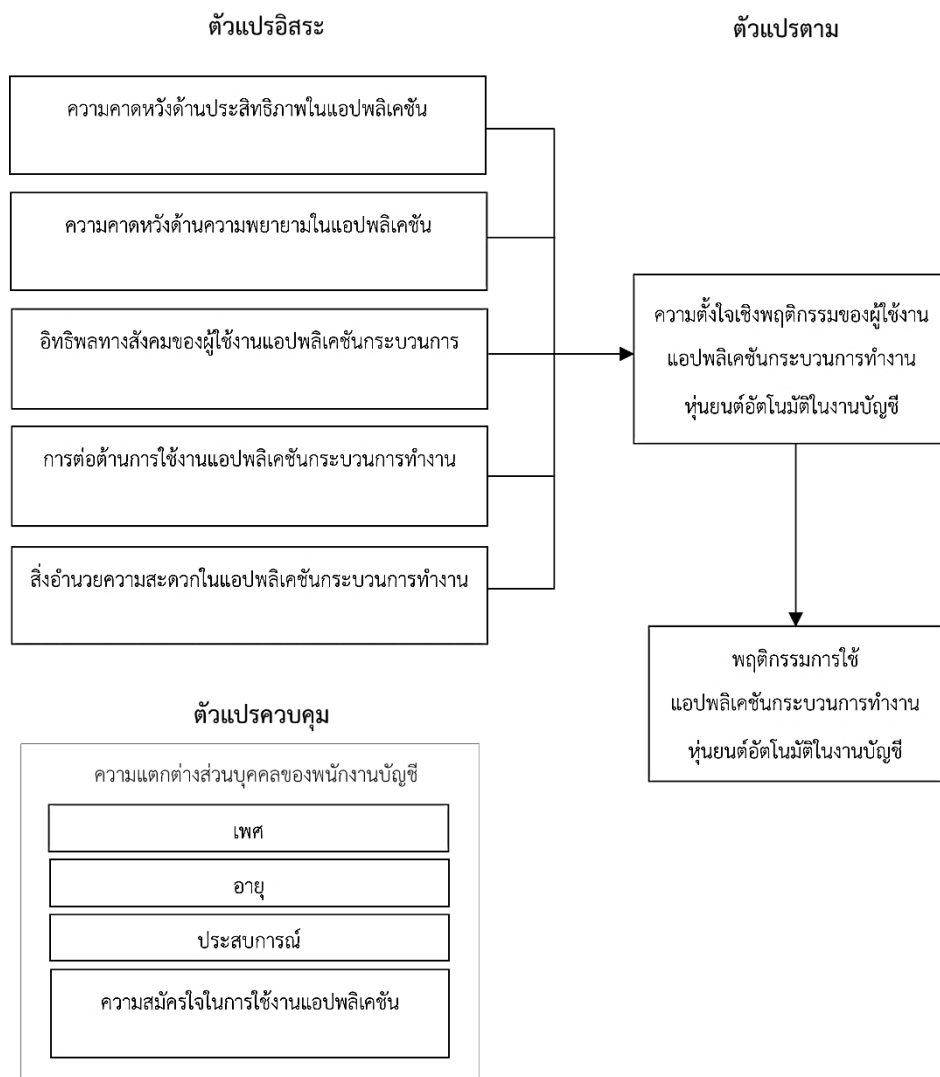 ตัวแปรอิสระ
ตัวแปรตาม
ความคาดหวังด้านประสิทธิภาพในแอปพลิเคชัน
ความคาดหวังด้านความพยายามในแอปพลิเคชัน
อิทธิพลทางสังคมของผู้ใช้งานแอปพลิเคชันกระบวนการ
การต่อต้านการใช้งานแอปพลิเคชันกระบวนการทำงาน
สิ่งอำนวยความสะดวกในแอปพลิเคชันกระบวนการทำงาน
ความตั้งใจเชิงพฤติกรรมของผู้ใช้งาน
แอปพลิเคชันกระบวนการทำงาน
หุ่นยนต์อัตโนมัติในงานบัญชี
พฤติกรรมการใช้
แอปพลิเคชันกระบวนการทำงาน
หุ่นยนต์อัตโนมัติในงานบัญชี
ตัวแปรควบคุม
ความแตกต่างส่วนบุคคลของพนักงานบัญชี
เพศ
อายุ
ประสบการณ์
ความสมัครใจในการใช้งานแอปพลิเคชัน